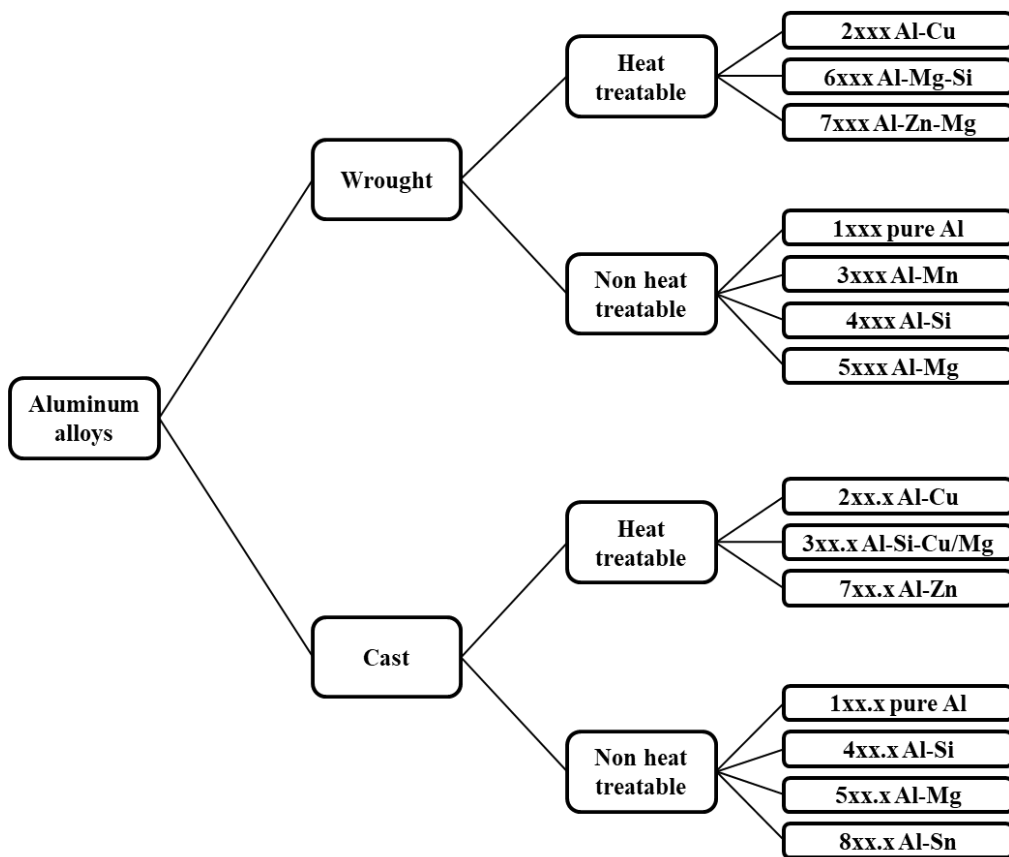 Aluminum
alloys
Wrought
Heat
treatable
2xxx Al-Cu
6xxx Al-Mg-Si
7xxx Al-Zn-Mg
Non heat
treatable
1xxx pure Al
3xxx Al-Mn
4xxx Al-Si
5xxx Al-Mg
Cast
Heat
treatable
2xx.x Al-Cu
3xx.x Al-Si-Cu/Mg
7xx.x Al-Zn
Non heat
treatable
1xx.x pure Al
4xx.x Al-Si
5xx.x Al-Mg
8xx.x Al-Sn